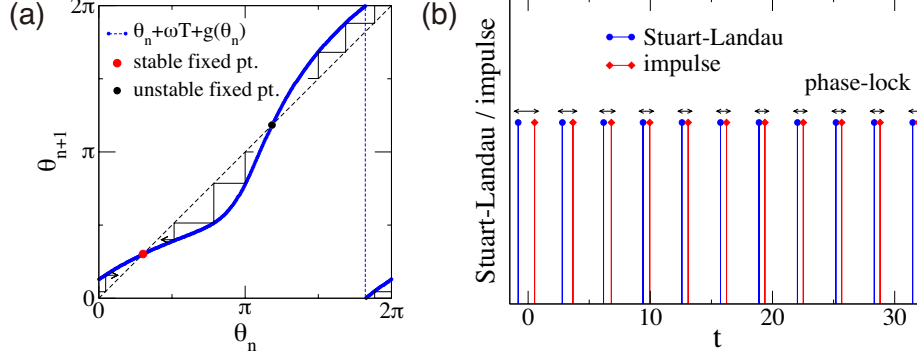 (a)
2π
θn+ωT+g(θn)
stable fixed pt.
unstable fixed pt.
θn+1
π
0
0
π
2π
θn
(b)
Stuart-Landau
impulse
phase-lock
Stuart-Landau / impulse
0
10
20
30
t